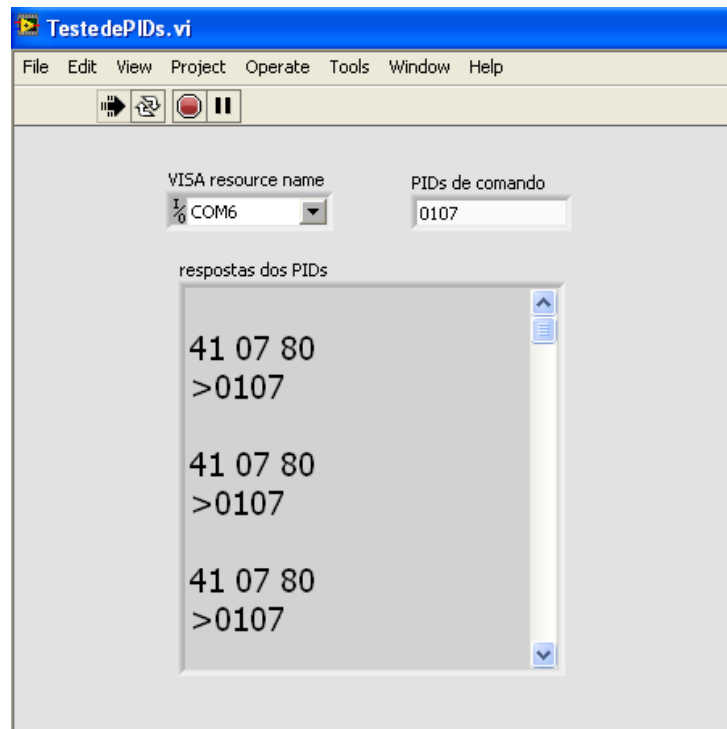 TestedePIDs.vi
File Edit View Project Operate Tools Window Help
VISA resource name
PIDs de comando
I/O COM6
0107
respostas dos PIDs
41 07 80
>0107
41 07 80
>0107
41 07 80
>0107